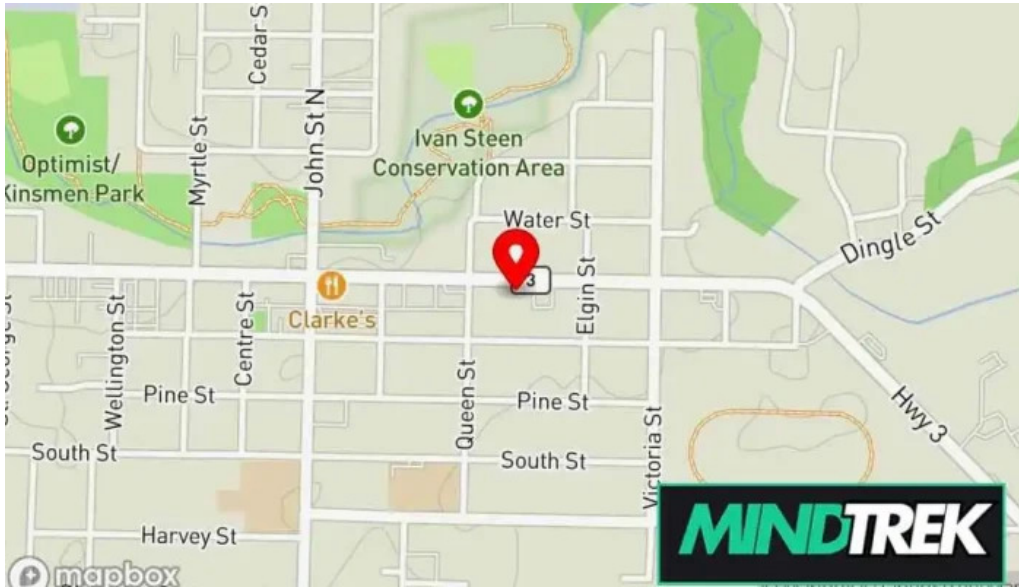 Cedar S
Myrtle St
John St N
Optimist/
Kinsmen Park
Ivan Steen
Conservation Area
Water St
Dingle St
3
Elgin St
Clarke's
Wellington St
Centre St
Queen St
Pine St
Pine St
Hwy 3
South St
South St
Victoria St
Harvey St
MINDTREK
mapbox